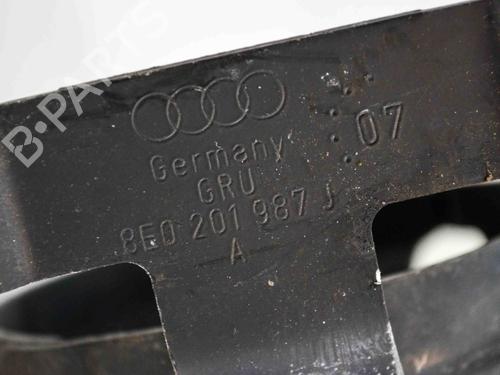 B-PARTS
07
Germany
GRU
8E0 201 987 J
A